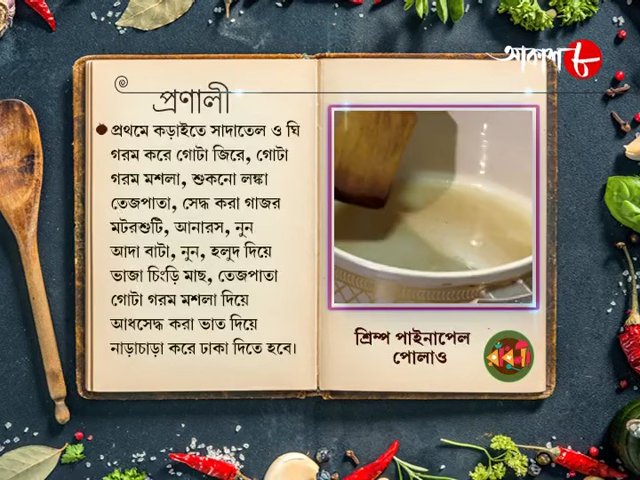 আকাশ ৮
প্রণালী
প্রথমে কড়াইতে সাদাতেল ও ঘি
গরম করে গোটা জিরে, গোটা
গরম মশলা, শুকনো লঙ্কা
তেজপাতা, সেদ্ধ করা গাজর
মটরশুটি, আনারস, নুন
আদা বাটা, নুন, হলুদ দিয়ে
ভাজা চিংড়ি মাছ, তেজপাতা
গোটা গরম মশলা দিয়ে
আধসেদ্ধ করা ভাত দিয়ে
নাড়াচাড়া করে ঢাকা দিতে হবে।
শ্রিম্প পাইনাপেল
পোলাও